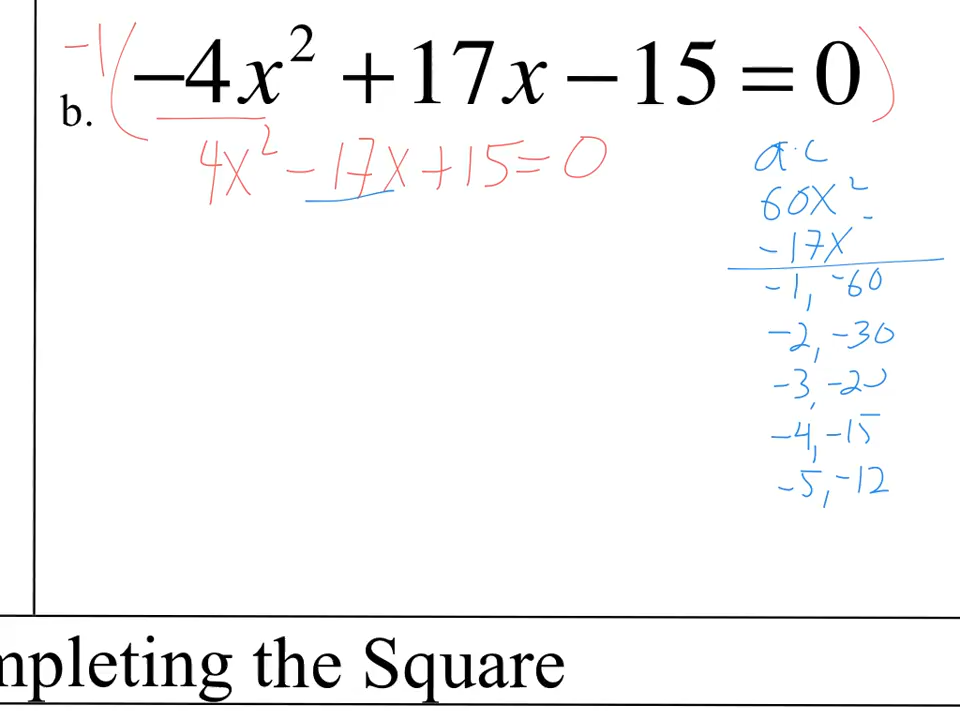 -1(−4x² + 17x − 15 = 0)
b.
4x² - 17x + 15 = 0
a·c
60x²
-17x
-1, -60
-2, -30
-3, -20
-4, -15
-5, -12
mpleting the Square